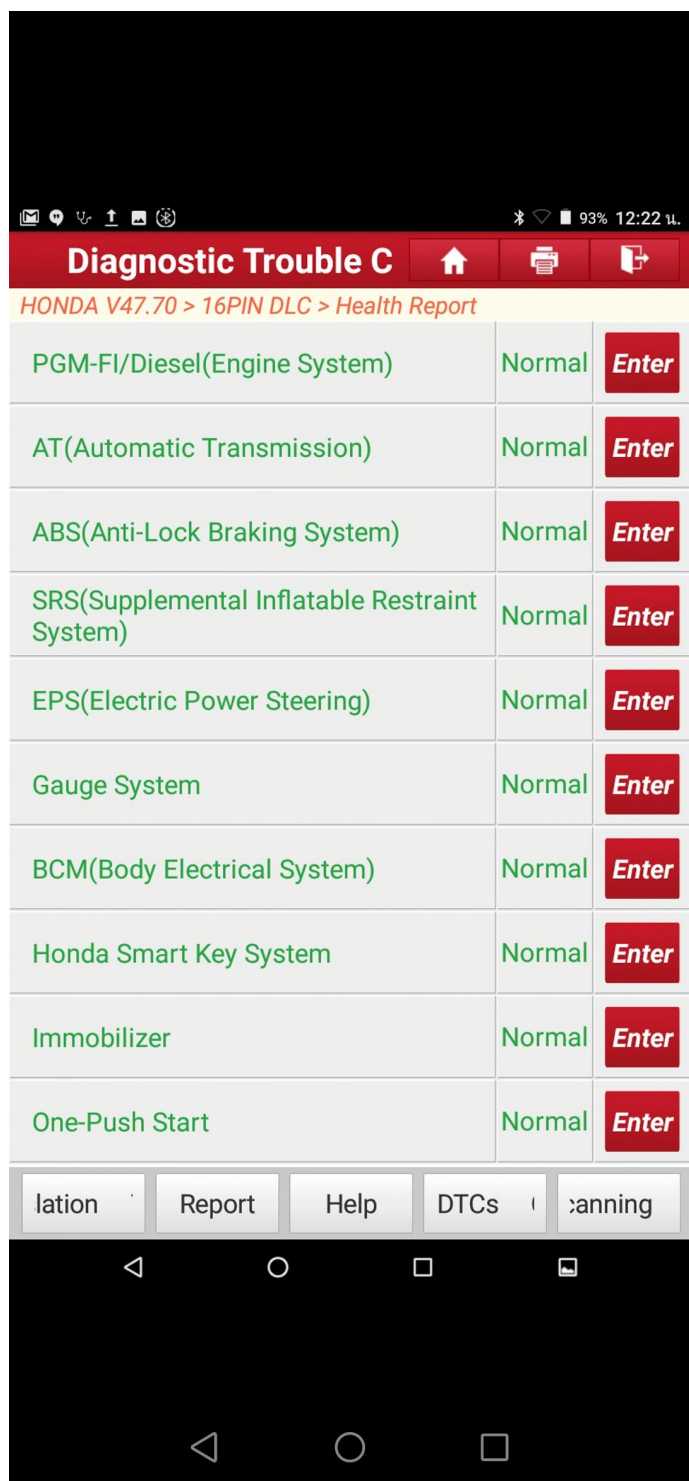 93% 12:22 น.
Diagnostic Trouble C
HONDA V47.70 > 16PIN DLC > Health Report
PGM-FI/Diesel(Engine System) Normal Enter
AT(Automatic Transmission) Normal Enter
ABS(Anti-Lock Braking System) Normal Enter
SRS(Supplemental Inflatable Restraint
System) Normal Enter
EPS(Electric Power Steering) Normal Enter
Gauge System Normal Enter
BCM(Body Electrical System) Normal Enter
Honda Smart Key System Normal Enter
Immobilizer Normal Enter
One-Push Start Normal Enter
lation Report Help DTCs canning